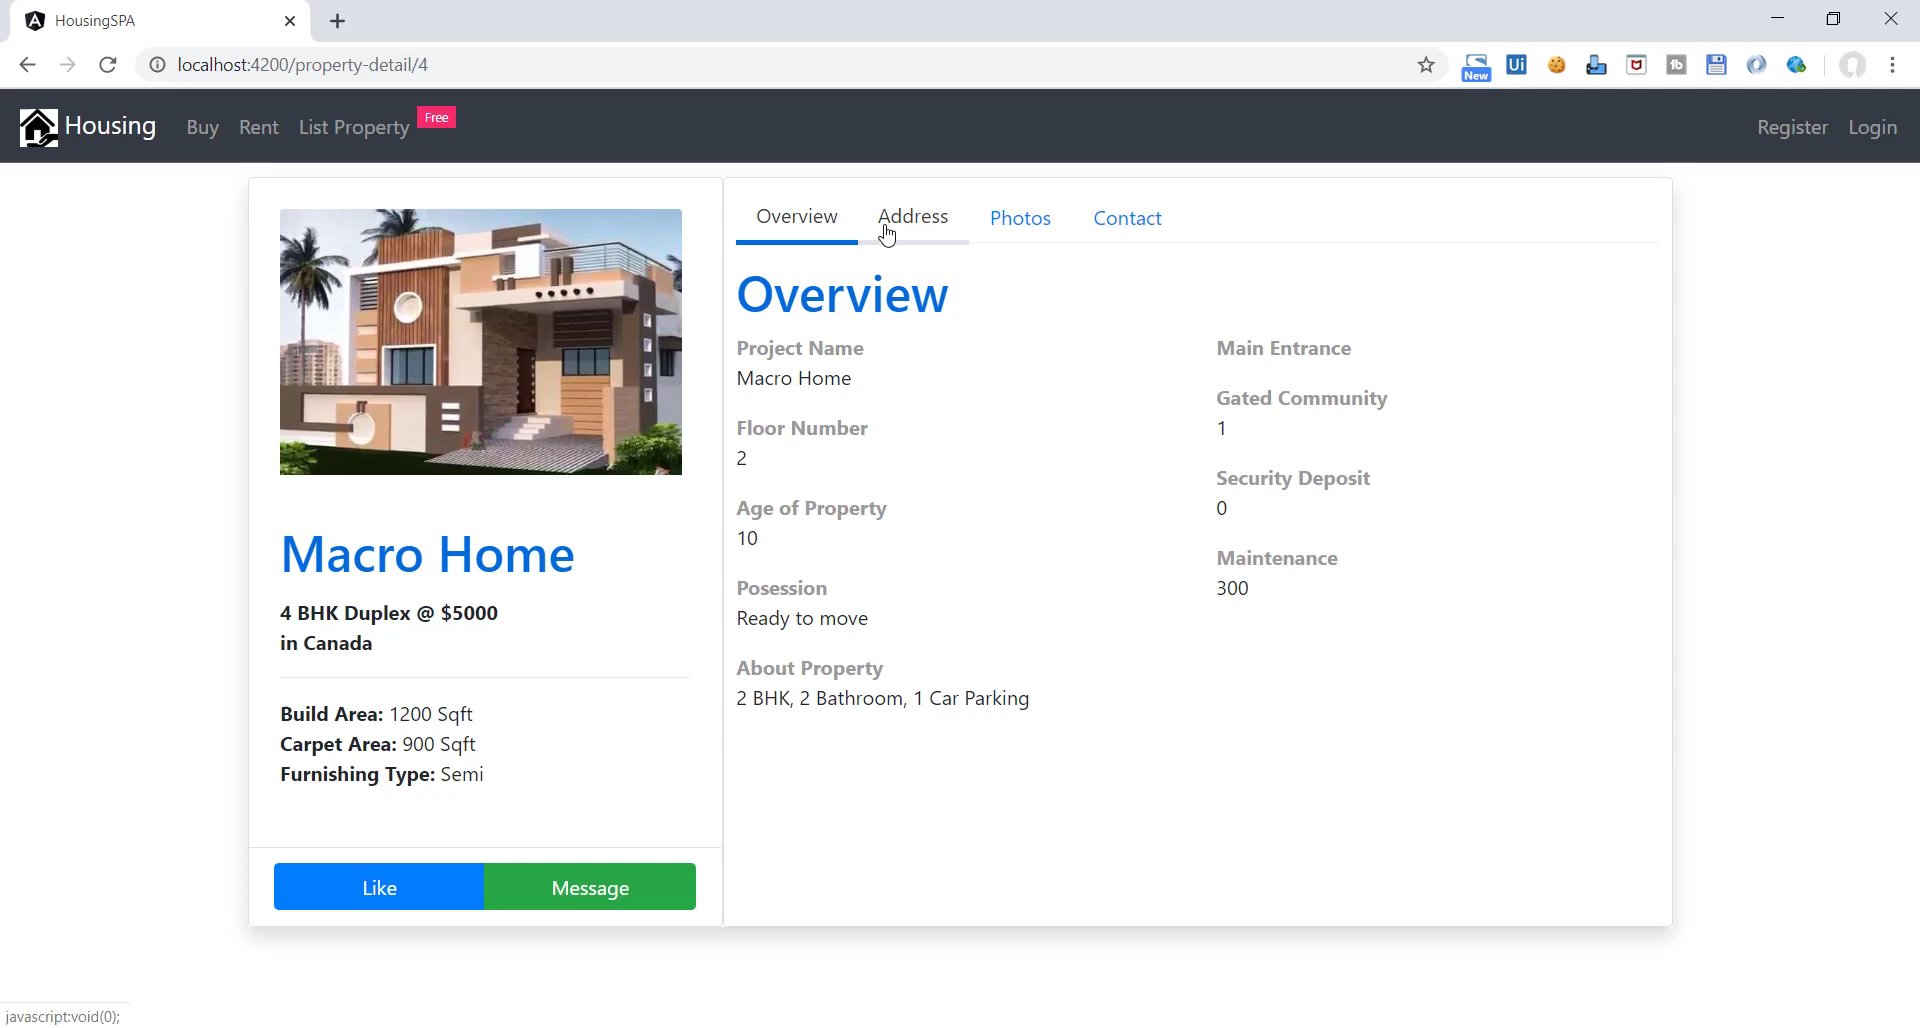 HousingSPA
localhost:4200/property-detail/4
New
Ui
tb
Housing
Buy
Rent
List Property
Free
Register
Login
Macro Home
4 BHK Duplex @ $5000
in Canada
Build Area: 1200 Sqft
Carpet Area: 900 Sqft
Furnishing Type: Semi
Like
Message
Overview
Address
Photos
Contact
Overview
Project Name
Macro Home
Floor Number
2
Age of Property
10
Posession
Ready to move
About Property
2 BHK, 2 Bathroom, 1 Car Parking
Main Entrance
Gated Community
1
Security Deposit
0
Maintenance
300
javascript:void(0);